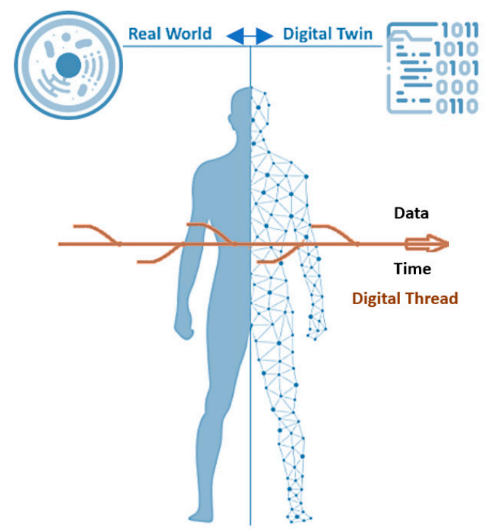 Real World
Digital Twin
1011
1010
0101
000
0110
Data
Time
Digital Thread